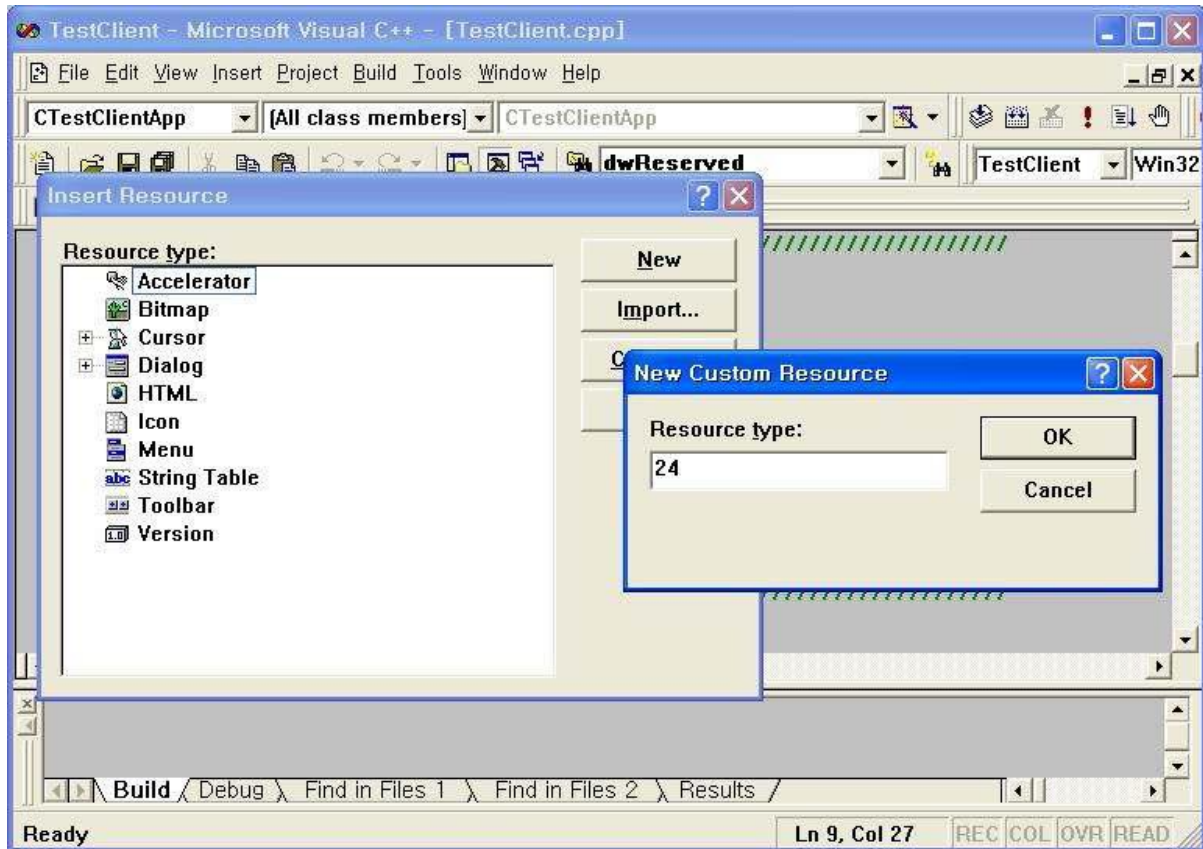 TestClient - Microsoft Visual C++ - [TestClient.cpp]
File Edit View Insert Project Build Tools Window Help
CTestClientApp [All class members] CTestClientApp
dwReserved TestClient Win32
Insert Resource
Resource type:
Accelerator
Bitmap
Cursor
Dialog
HTML
Icon
Menu
abc String Table
Toolbar
1.0 Version
New
Import...
C
New Custom Resource
Resource type:
24
OK
Cancel
///////////////////
///////////////////
Build Debug Find in Files 1 Find in Files 2 Results
Ready Ln 9, Col 27 REC COL OVR READ